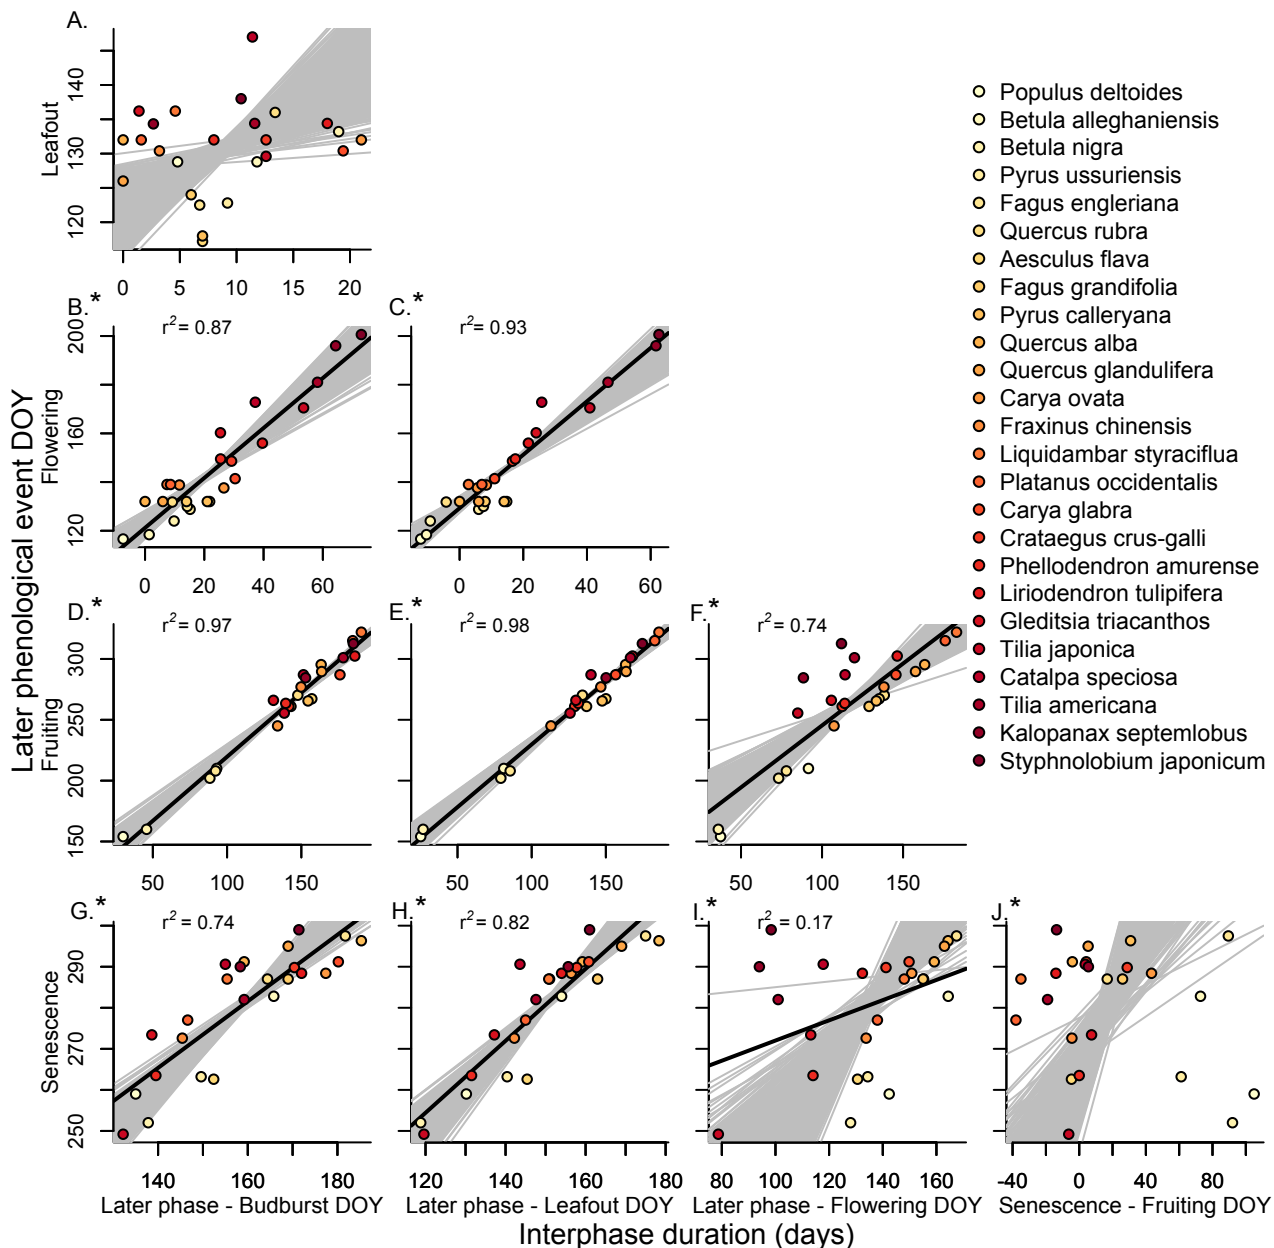 A.
Leafout
120
130
140
0 5 10 15 20
B. *
r² = 0.87
Flowering
120
160
200
0 20 40 60
C. *
r² = 0.93
0 20 40 60
D. *
r² = 0.97
Fruiting
150
200
250
300
50 100 150
E. *
r² = 0.98
50 100 150
F. *
r² = 0.74
50 100 150
G. *
r² = 0.74
Senescence
250
270
290
140 160 180
Later phase - Budburst DOY
H. *
r² = 0.82
120 140 160 180
Later phase - Leafout DOY
I. *
r² = 0.17
80 100 120 140 160
Later phase - Flowering DOY
J. *
-40 0 40 80
Senescence - Fruiting DOY
Later phenological event DOY
Interphase duration (days)
Populus deltoides
Betula alleghaniensis
Betula nigra
Pyrus ussuriensis
Fagus engleriana
Quercus rubra
Aesculus flava
Fagus grandifolia
Pyrus calleryana
Quercus alba
Quercus glandulifera
Carya ovata
Fraxinus chinensis
Liquidambar styraciflua
Platanus occidentalis
Carya glabra
Crataegus crus-galli
Phellodendron amurense
Liriodendron tulipifera
Gleditsia triacanthos
Tilia japonica
Catalpa speciosa
Tilia americana
Kalopanax septemlobus
Styphnolobium japonicum